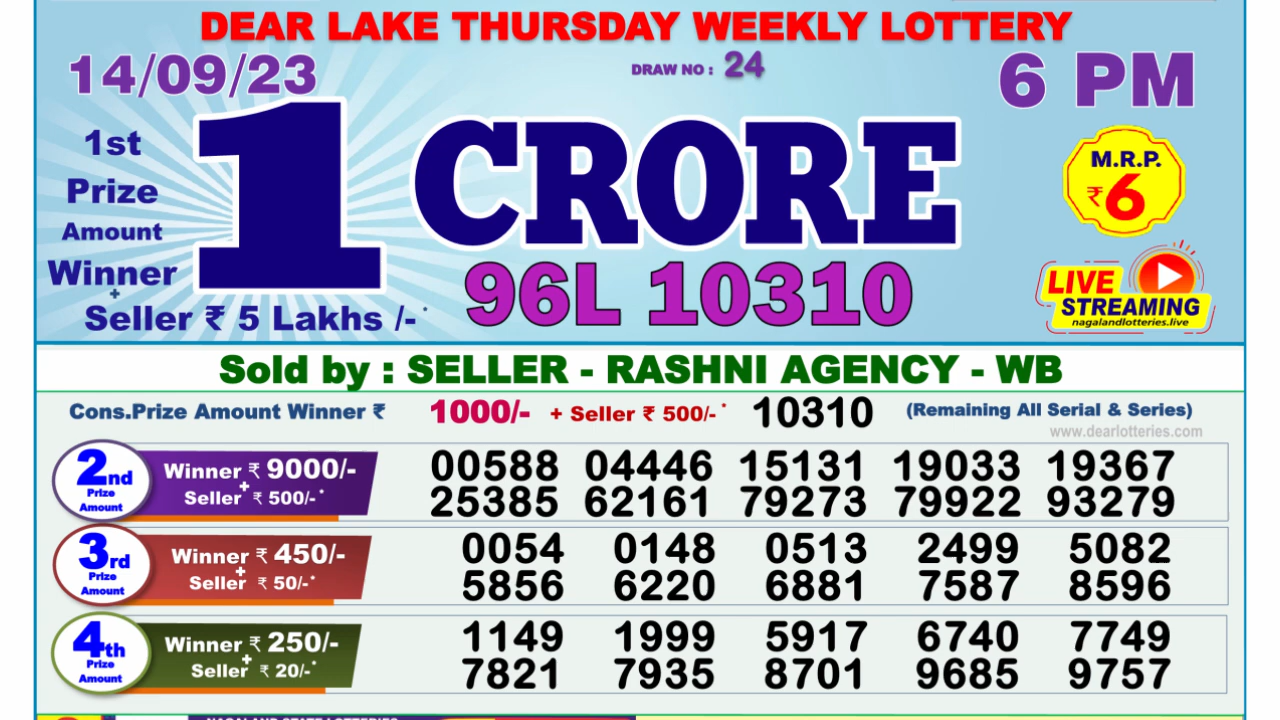 DEAR LAKE THURSDAY WEEKLY LOTTERY
14/09/23
DRAW NO : 24
6 PM
1st
Prize
Amount
Winner
+
Seller ₹ 5 Lakhs /-*
1 CRORE
96L 10310
M.R.P.
₹6
LIVE
STREAMING
nagalandlotteries.live
Sold by : SELLER - RASHNI AGENCY - WB
Cons.Prize Amount Winner ₹ 1000/- + Seller ₹ 500/-* 10310 (Remaining All Serial & Series)
www.dearlotteries.com
2nd
Prize
Amount
Winner ₹ 9000/-
+
Seller ₹ 500/-*
00588 04446 15131 19033 19367
25385 62161 79273 79922 93279
3rd
Prize
Amount
Winner ₹ 450/-
+
Seller ₹ 50/-*
0054 0148 0513 2499 5082
5856 6220 6881 7587 8596
4th
Prize
Amount
Winner ₹ 250/-
+
Seller ₹ 20/-*
1149 1999 5917 6740 7749
7821 7935 8701 9685 9757
NAGALAND STATE LOTTERIES